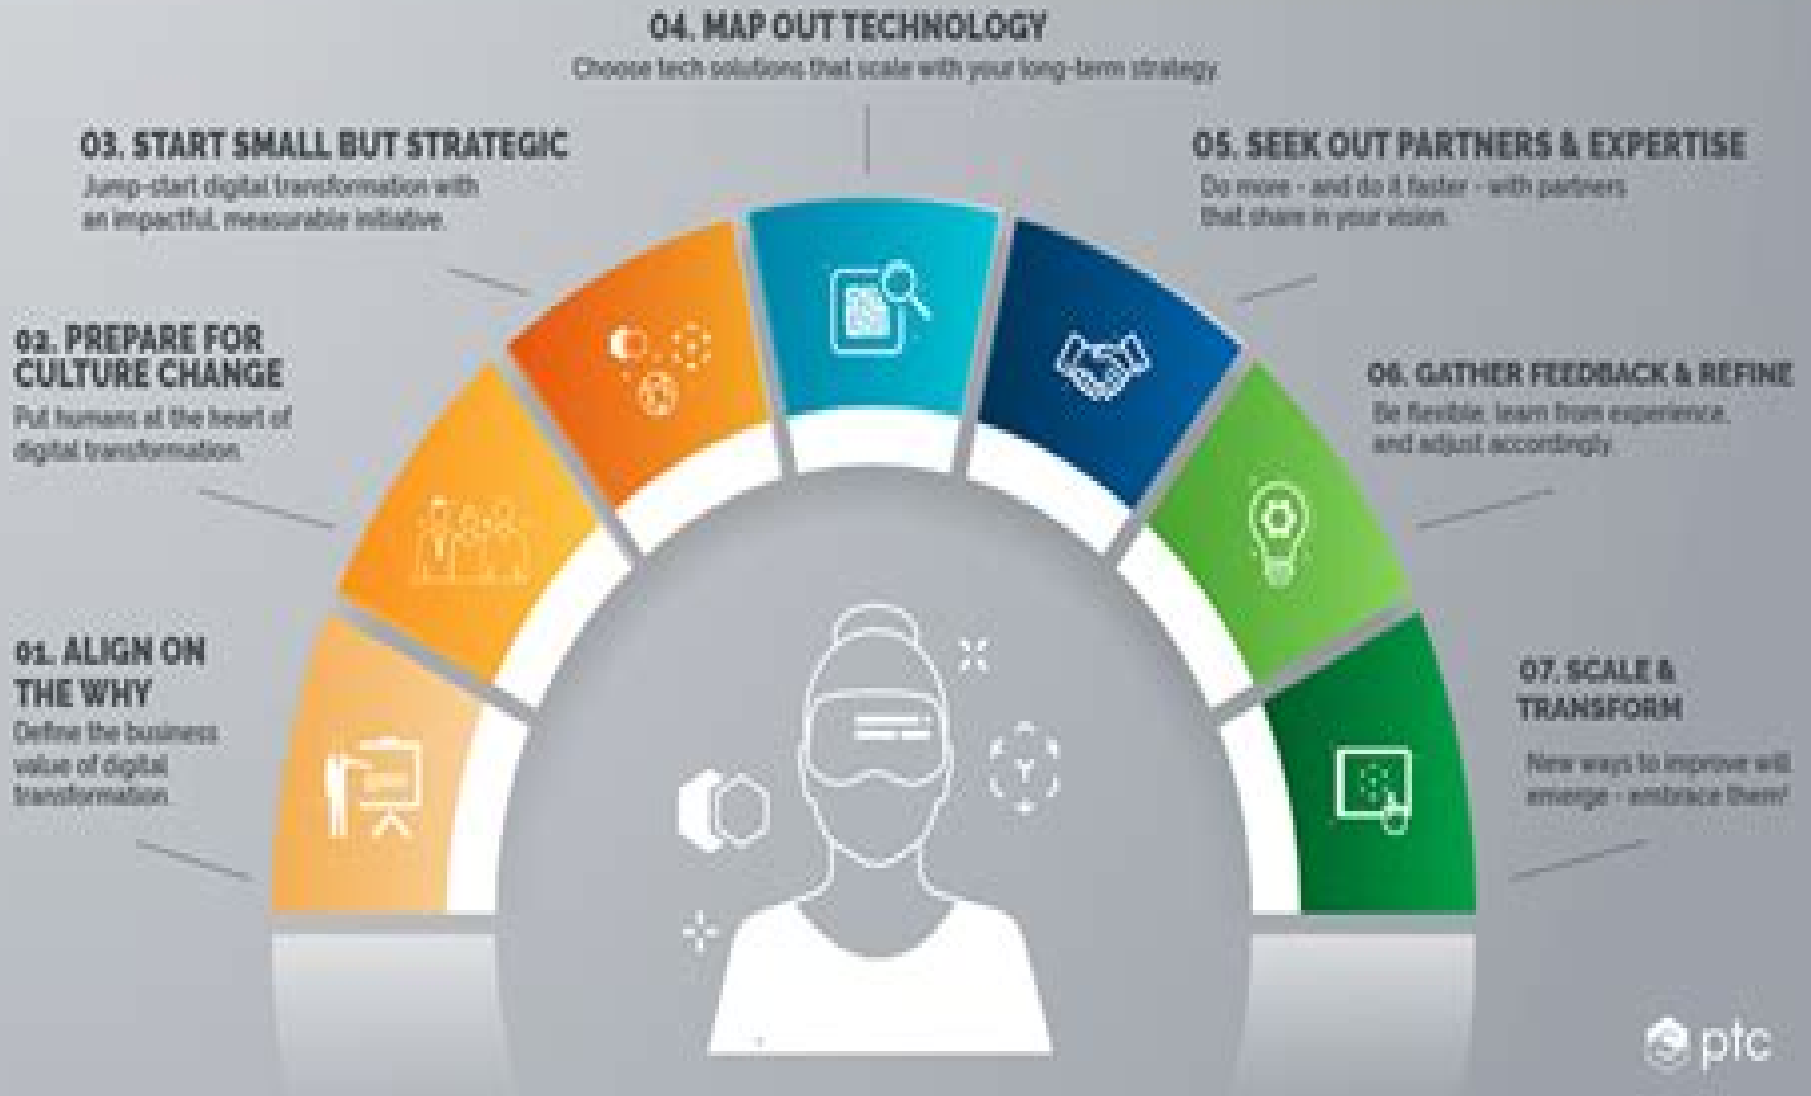 04. MAP OUT TECHNOLOGY
Choose tech solutions that scale with your long-term strategy.
03. START SMALL BUT STRATEGIC
Jump-start digital transformation with
an impactful, measurable initiative.
05. SEEK OUT PARTNERS & EXPERTISE
Do more - and do it faster - with partners
that share in your vision.
02. PREPARE FOR
CULTURE CHANGE
Put humans at the heart of
digital transformation.
06. GATHER FEEDBACK & REFINE
Be flexible, learn from experience,
and adjust accordingly.
01. ALIGN ON
THE WHY
Define the business
value of digital
transformation.
07. SCALE &
TRANSFORM
New ways to improve will
emerge - embrace them!
ptc